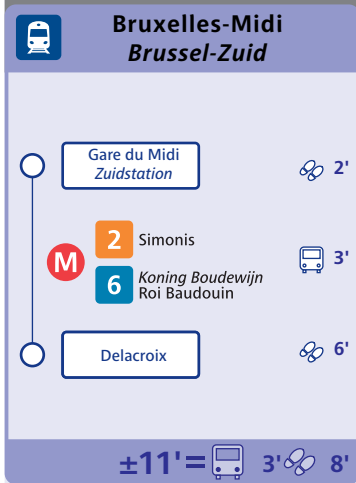 Bruxelles-Midi
Brussel-Zuid
Gare du Midi
Zuidstation
2'
M
2 Simonis
6 Koning Boudewijn
Roi Baudouin
3'
Delacroix
6'
±11'= 3' 8'